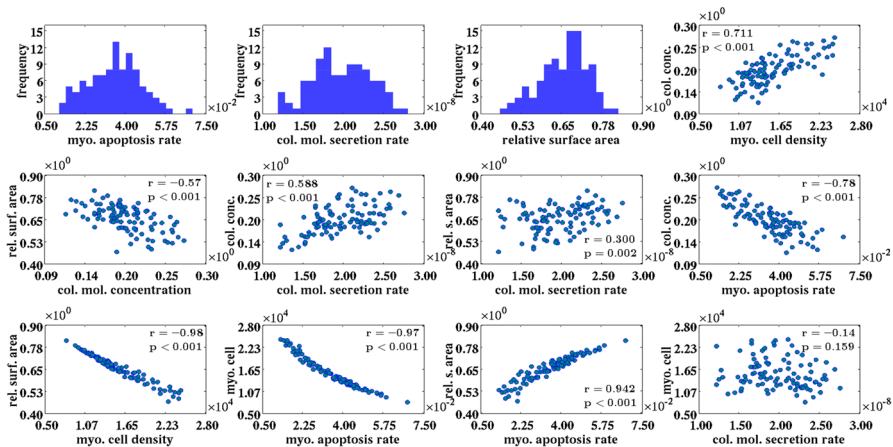 frequency
15
12
9
6
3
0
0.50 2.25 4.00 5.75 7.50
×10⁻²
myo. apoptosis rate
frequency
15
12
9
6
3
0
1.00 1.50 2.00 2.50 3.00
×10⁻⁸
col. mol. secretion rate
frequency
15
12
9
6
3
0
0.40 0.53 0.65 0.78 0.90
×10⁰
relative surface area
×10⁰
col. conc.
0.30
0.24
0.20
0.14
0.09
r = 0.711
p < 0.001
0.50 1.07 1.65 2.23 2.80
×10⁴
myo. cell density
×10⁰
rel. surf. area
0.90
0.78
0.65
0.53
0.40
r = −0.57
p < 0.001
0.09 0.14 0.20 0.24 0.30
×10⁰
col. mol. concentration
×10⁰
col. conc.
0.30
0.24
0.20
0.14
0.09
r = 0.588
p < 0.001
1.00 1.50 2.00 2.50 3.00
×10⁻⁸
col. mol. secretion rate
×10⁰
rel. s. area
0.90
0.78
0.65
0.53
0.40
r = 0.300
p = 0.002
1.00 1.50 2.00 2.50 3.00
×10⁻⁸
col. mol. secretion rate
×10⁰
col. conc.
0.30
0.24
0.20
0.14
0.09
r = −0.78
p < 0.001
0.50 2.25 4.00 5.75 7.50
×10⁻²
myo. apoptosis rate
×10⁰
rel. surf. area
0.90
0.78
0.65
0.53
0.40
r = −0.98
p < 0.001
0.50 1.07 1.65 2.23 2.80
×10⁴
myo. cell density
×10⁴
myo. cell
2.80
2.23
1.65
1.07
0.50
r = −0.97
p < 0.001
0.50 2.25 4.00 5.75 7.50
×10⁻²
myo. apoptosis rate
×10⁰
rel. s. area
0.90
0.78
0.65
0.53
0.40
r = 0.942
p < 0.001
0.50 2.25 4.00 5.75 7.50
×10⁻²
myo. apoptosis rate
×10⁴
myo. cell
2.80
2.23
1.65
1.07
0.50
r = −0.14
p = 0.159
1.00 1.50 2.00 2.50 3.00
×10⁻⁸
col. mol. secretion rate